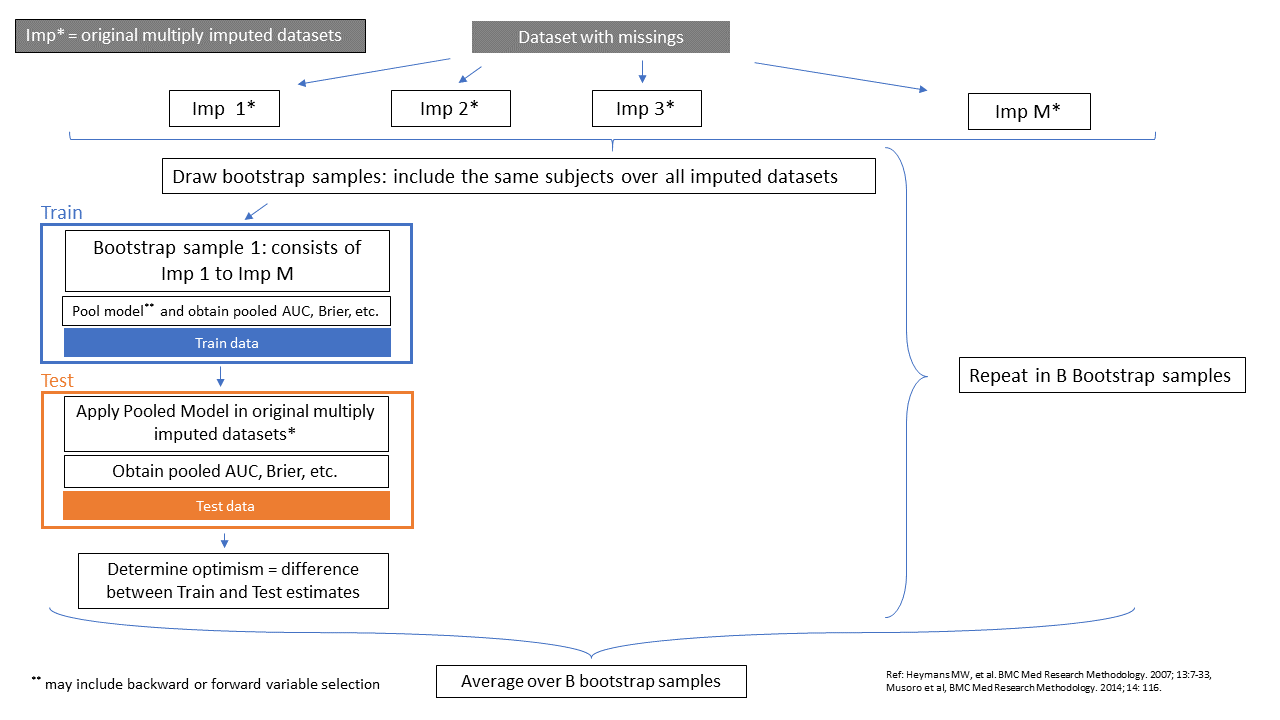 Imp* = original multiply imputed datasets
Dataset with missings
Imp 1*
Imp 2*
Imp 3*
Imp M*
Draw bootstrap samples: include the same subjects over all imputed datasets
Train
Bootstrap sample 1: consists of
Imp 1 to Imp M
Pool model** and obtain pooled AUC, Brier, etc.
Train data
Test
Apply Pooled Model in original multiply
imputed datasets*
Obtain pooled AUC, Brier, etc.
Test data
Determine optimism = difference
between Train and Test estimates
Repeat in B Bootstrap samples
Average over B bootstrap samples
** may include backward or forward variable selection
Ref: Heymans MW, et al. BMC Med Research Methodology. 2007; 13:7-33,
Musoro et al, BMC Med Research Methodology. 2014; 14: 116.